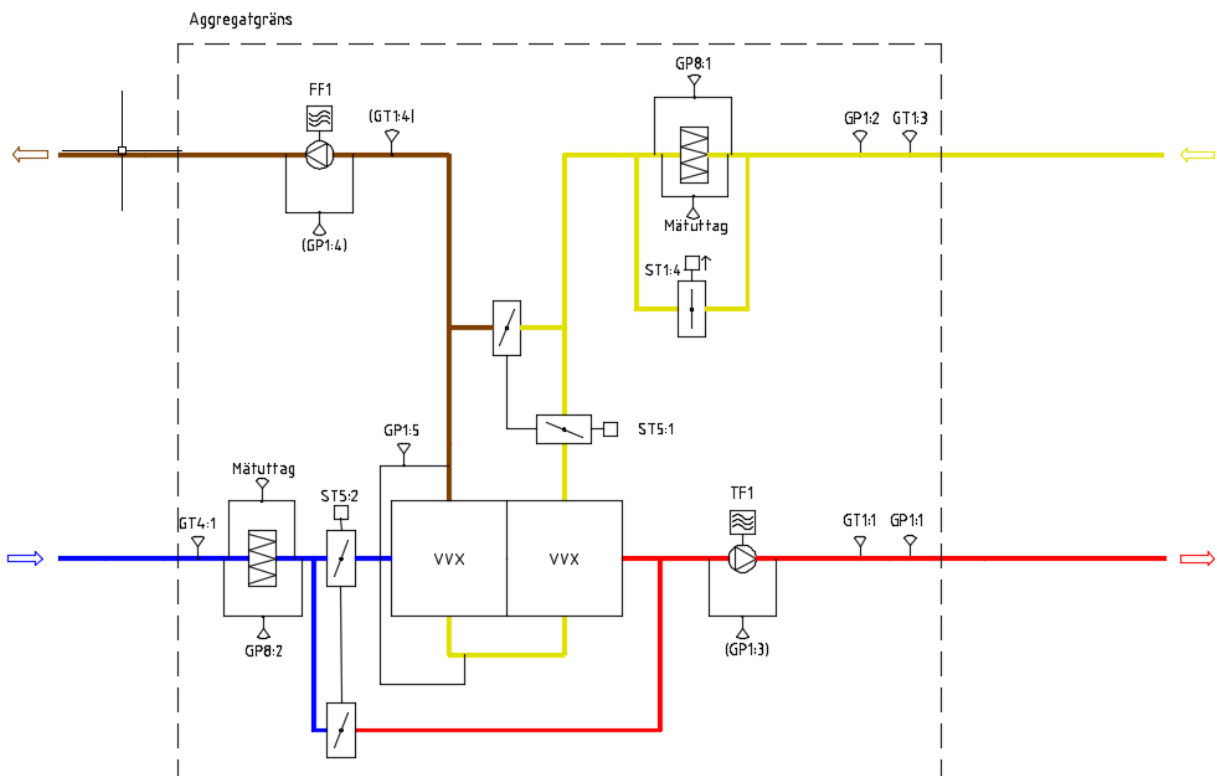 Aggregatgräns
GP8:1
FF1
(GT1:4)
GP1:2
GT1:3
Mätuttag
(GP1:4)
ST1:4
GP1:5
ST5:1
Mätuttag
ST5:2
TF1
GT4:1
GT1:1
GP1:1
VVX
VVX
GP8:2
(GP1:3)